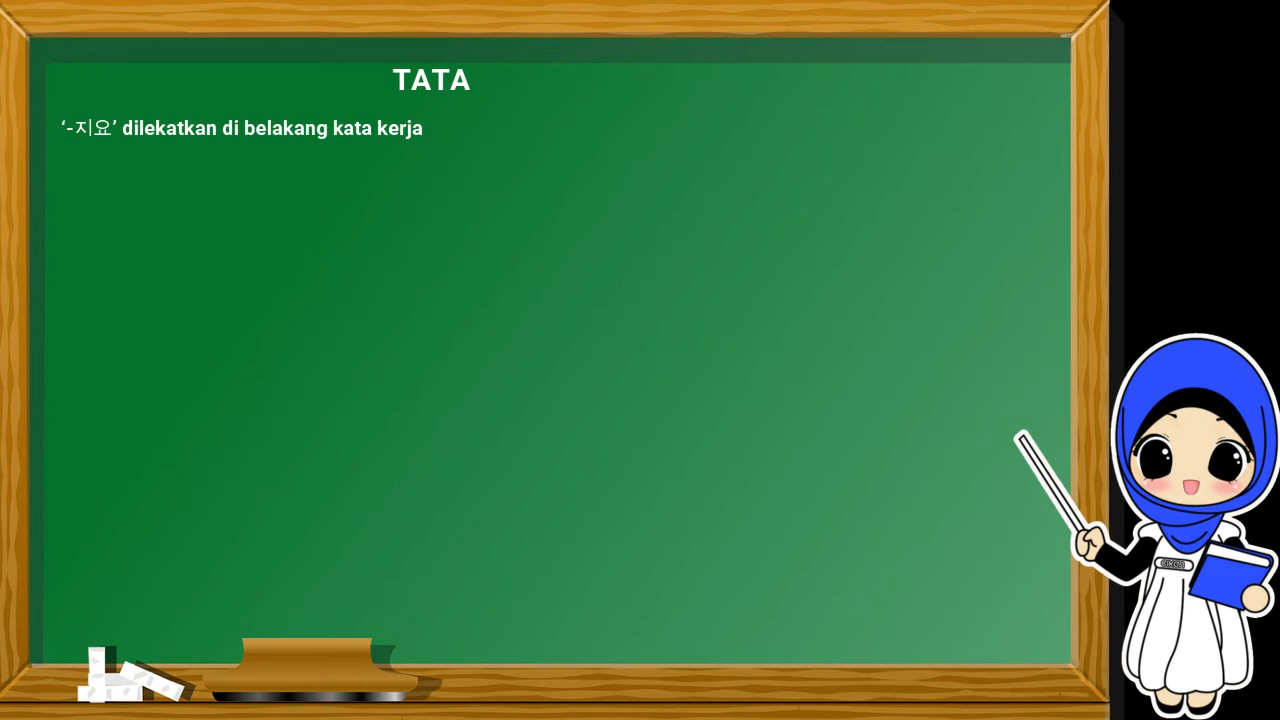 TATA
‘-지요’ dilekatkan di belakang kata kerja